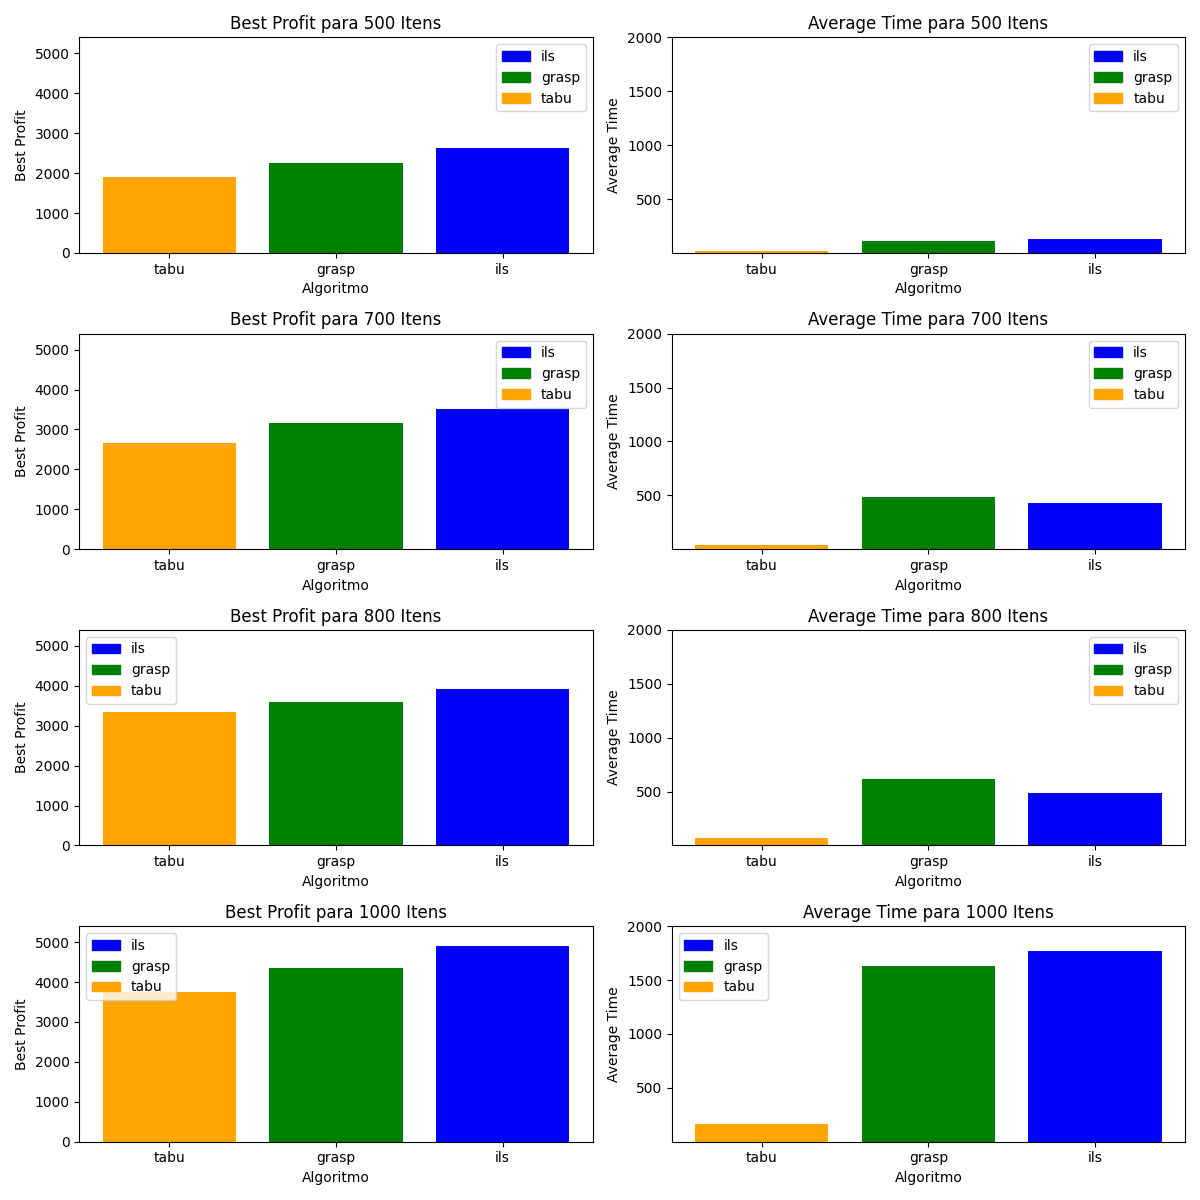 Best Profit para 500 Itens
Best Profit
5000
4000
3000
2000
1000
0
ils
grasp
tabu
tabu grasp ils
Algoritmo
Average Time para 500 Itens
Average Time
2000
1500
1000
500
ils
grasp
tabu
tabu grasp ils
Algoritmo
Best Profit para 700 Itens
Best Profit
5000
4000
3000
2000
1000
0
ils
grasp
tabu
tabu grasp ils
Algoritmo
Average Time para 700 Itens
Average Time
2000
1500
1000
500
ils
grasp
tabu
tabu grasp ils
Algoritmo
Best Profit para 800 Itens
Best Profit
5000
4000
3000
2000
1000
0
ils
grasp
tabu
tabu grasp ils
Algoritmo
Average Time para 800 Itens
Average Time
2000
1500
1000
500
ils
grasp
tabu
tabu grasp ils
Algoritmo
Best Profit para 1000 Itens
Best Profit
5000
4000
3000
2000
1000
0
ils
grasp
tabu
tabu grasp ils
Algoritmo
Average Time para 1000 Itens
Average Time
2000
1500
1000
500
ils
grasp
tabu
tabu grasp ils
Algoritmo